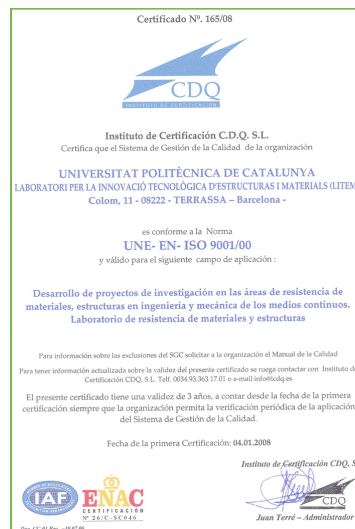 Certificado Nº. 165/08
CDQ
INSTITUTO DE CERTIFICACIÓN
Instituto de Certificación C.D.Q. S.L.
Certifica que el Sistema de Gestión de la Calidad de la organización
UNIVERSITAT POLITÈCNICA DE CATALUNYA
LABORATORI PER LA INNOVACIÓ TECNOLÒGICA D'ESTRUCTURAS I MATERIALS (LITEM
Colom, 11 - 08222 - TERRASSA – Barcelona -
es conforme a la Norma
UNE- EN- ISO 9001/00
y válido para el siguiente campo de aplicación :
Desarrollo de proyectos de investigación en las áreas de resistencia de
materiales, estructuras en ingeniería y mecánica de los medios continuos.
Laboratorio de resistencia de materiales y estructuras
Para información sobre las exclusiones del SGC solicitar a la organización el Manual de la Calidad
Para tener información actualizada sobre la validez del presente certificado se ruega contactar con Instituto de
Certificación CDQ, S.L. Telf. 0034.93.363.17.01 o e-mail:info@cdq.es
El presente certificado tiene una validez de 3 años, a contar desde la fecha de la primera
certificación siempre que la organización permita la verificación periódica de la aplicación
del Sistema de Gestión de la Calidad.
Fecha de la primera Certificación: 04.01.2008
Instituto de Certificación CDQ, S
IAF
ENAC
CERTIFICACIÓN
Nº 26/C-SC046
CDQ
Juan Terré – Administrador